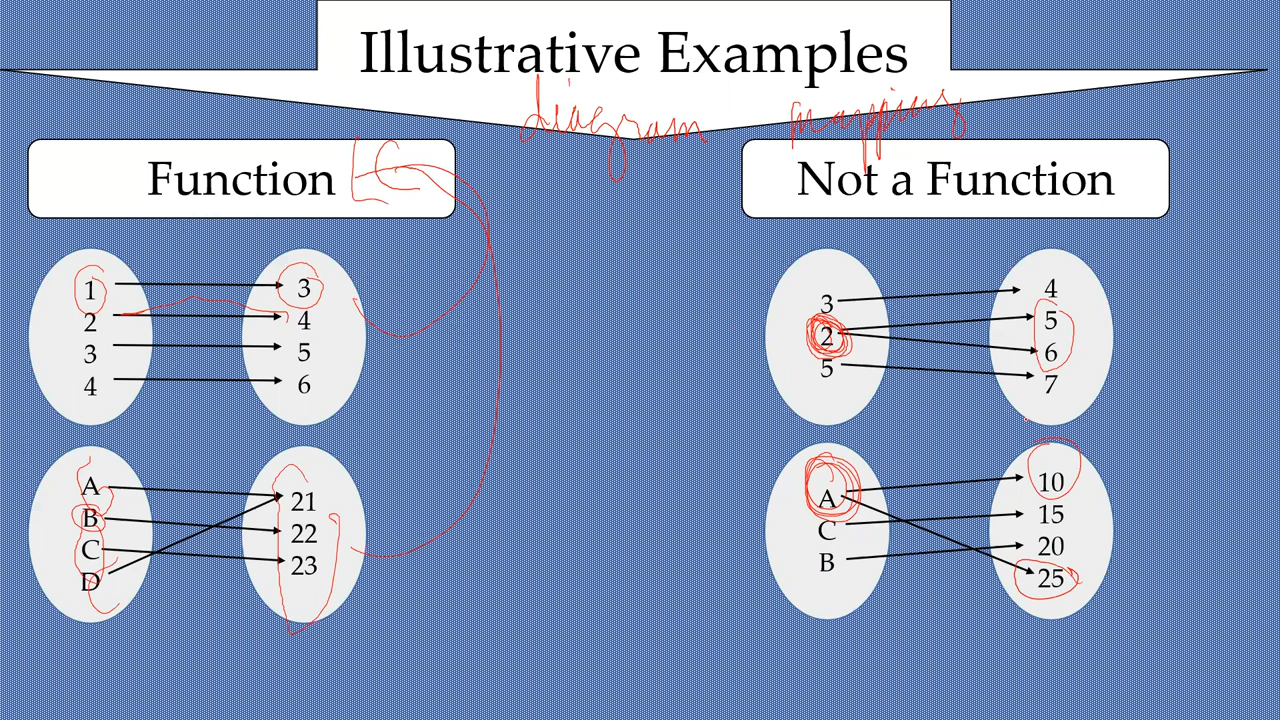 Illustrative Examples
diagram mapping
Function
Not a Function
1 3
2 4
3 5
4 6
3 4
2 5
5 6
7
A 21
B 22
C 23
D
A 10
C 15
B 20
25